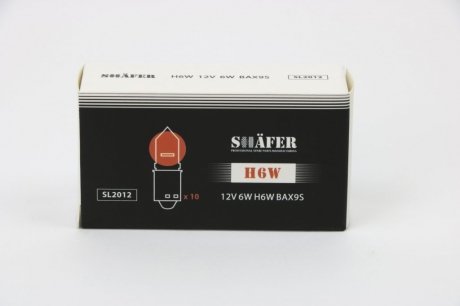 SHÄFER H6W 12V 6W BAX9S SL2012
SHÄFER
H6W
SL2012
x 10
12V 6W H6W BAX9S